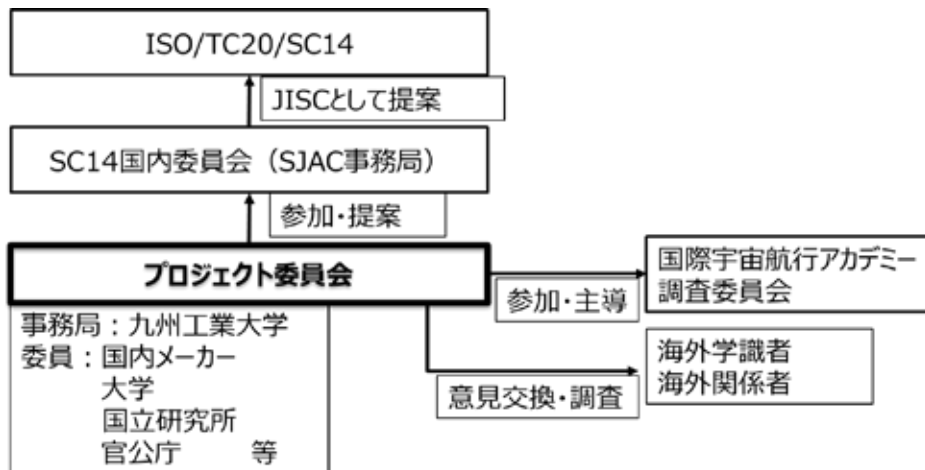 ISO/TC20/SC14
JISCとして提案
SC14国内委員会（SJAC事務局）
参加・提案
プロジェクト委員会
国際宇宙航行アカデミー
調査委員会
参加・主導
事務局：九州工業大学
委員：国内メーカー
大学
国立研究所
官公庁　　等
海外学識者
海外関係者
意見交換・調査